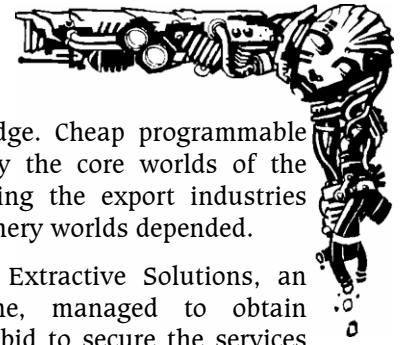 dge. Cheap programmable
y the core worlds of the
ing the export industries
nery worlds depended.
Extractive Solutions, an
ne, managed to obtain
bid to secure the services